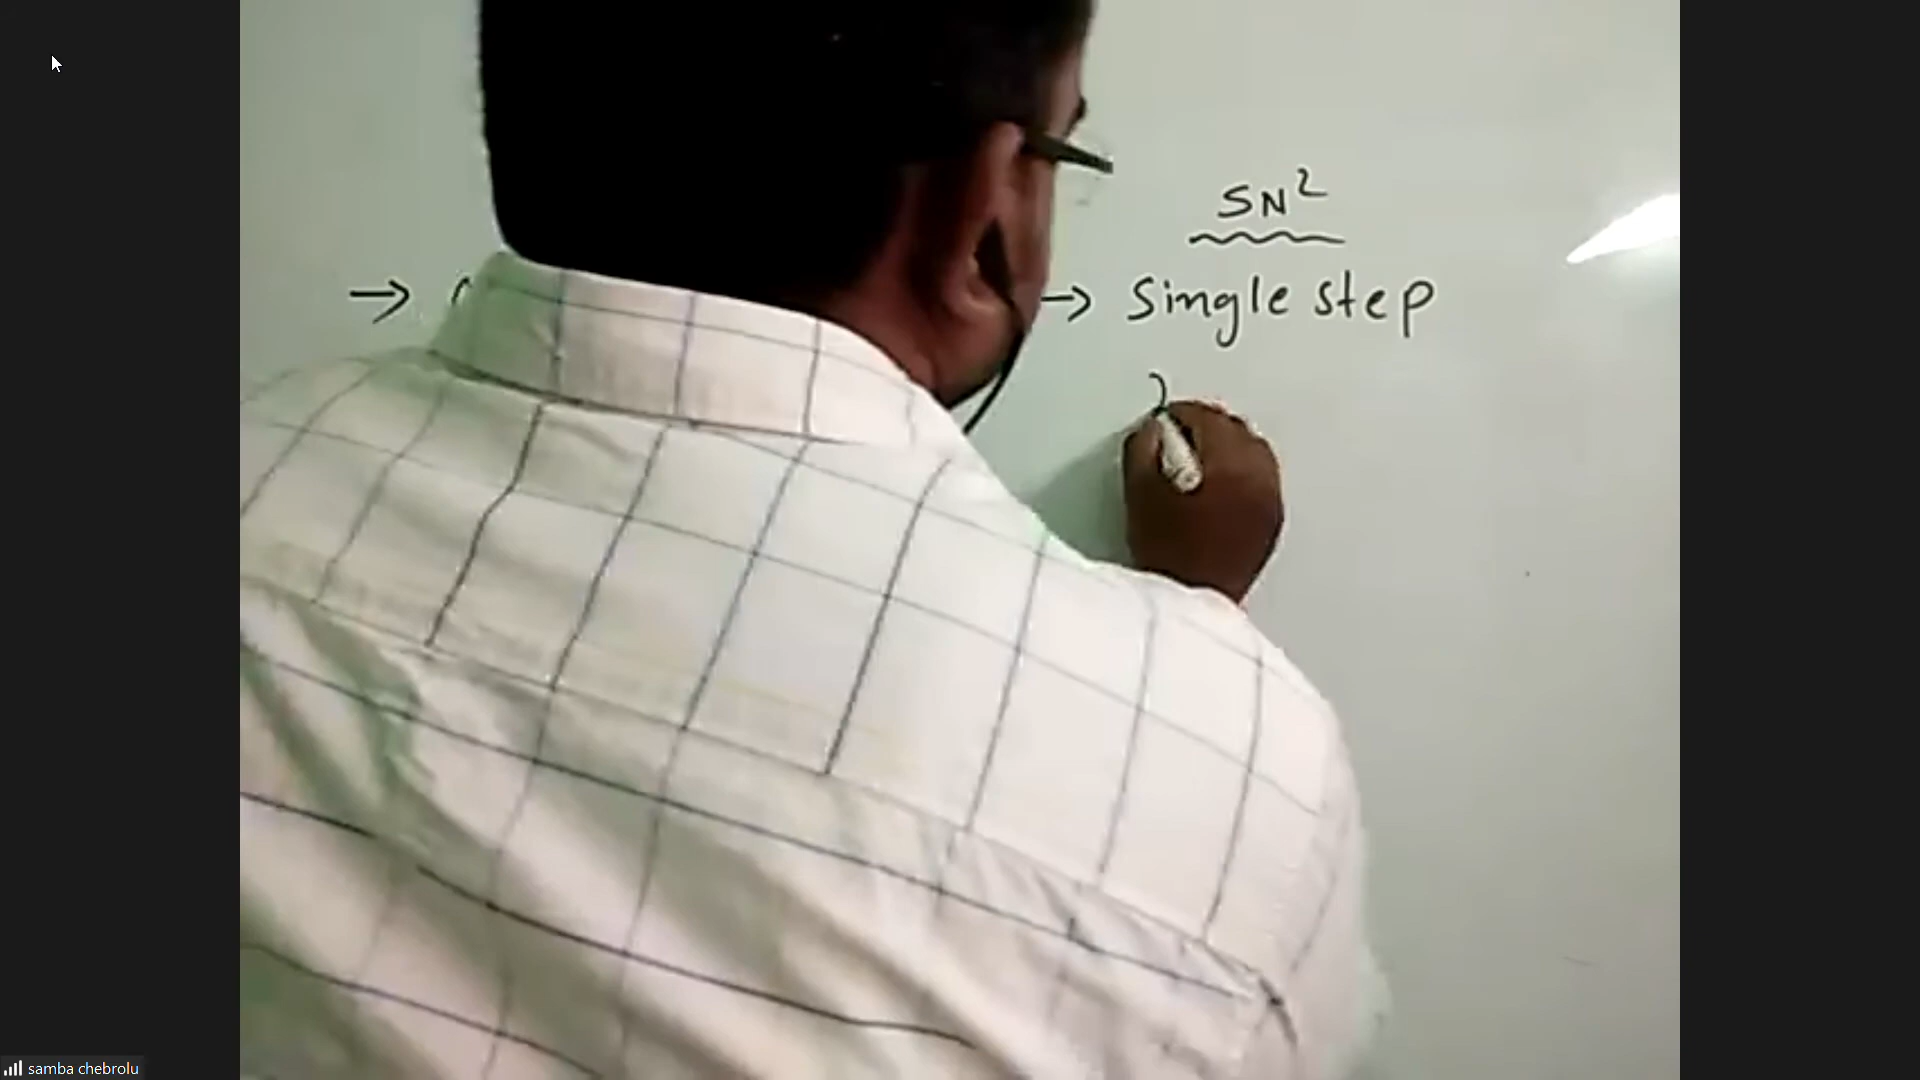 SN²
→ Single step
samba chebrolu